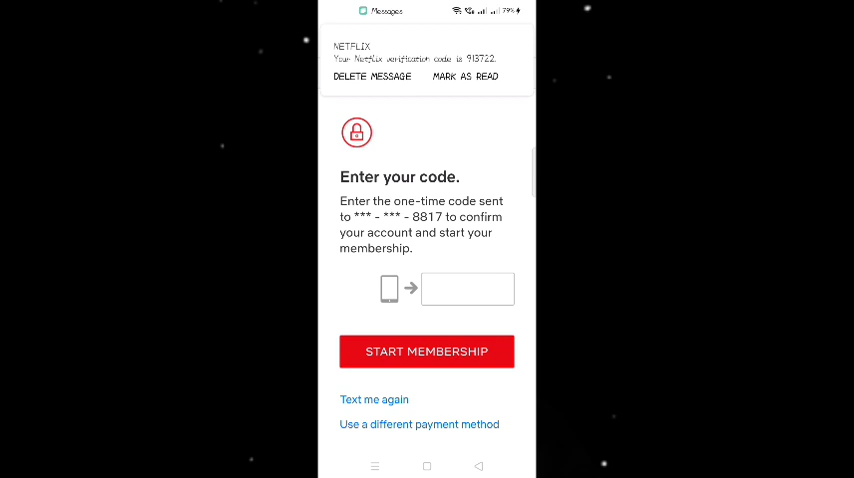 Messages 79%
NETFLIX
Your Netflix verification code is 913722.
DELETE MESSAGE MARK AS READ
Enter your code.
Enter the one-time code sent
to *** - *** - 8817 to confirm
your account and start your
membership.
START MEMBERSHIP
Text me again
Use a different payment method